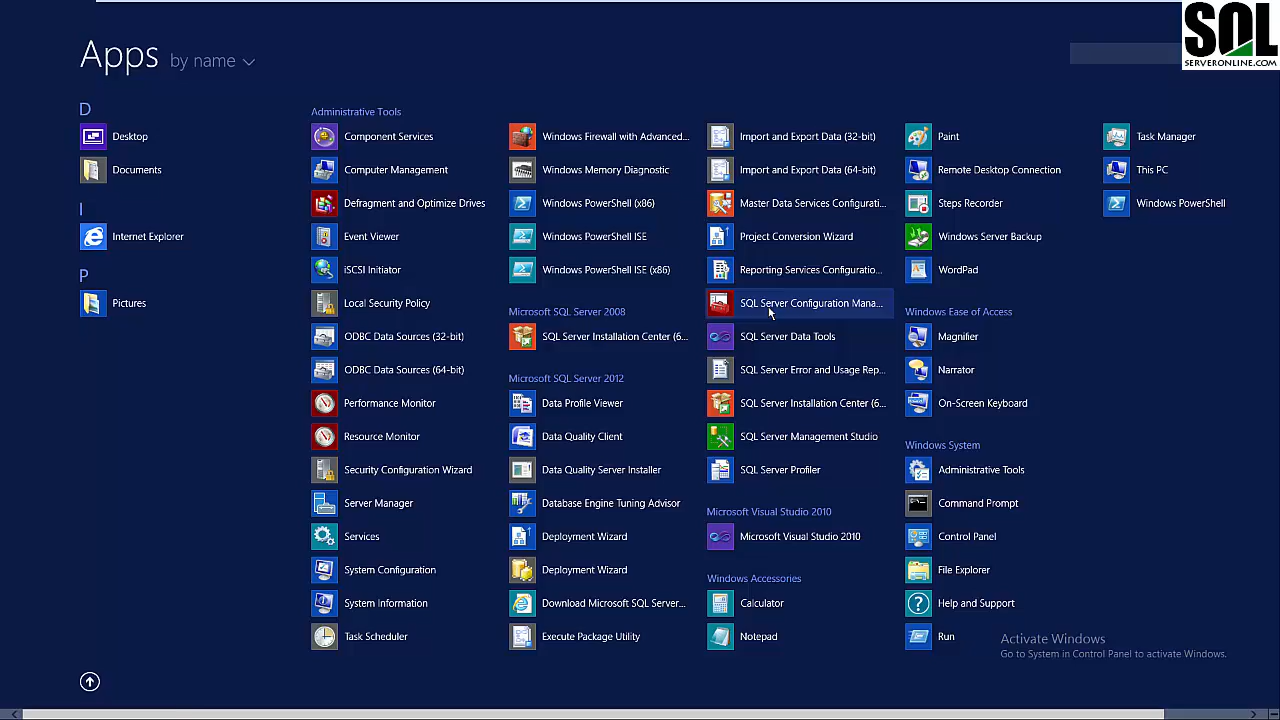 SQL
SERVERONLINE.COM
Apps by name
D
Desktop
Documents
I
Internet Explorer
P
Pictures
Administrative Tools
Component Services
Computer Management
Defragment and Optimize Drives
Event Viewer
iSCSI Initiator
Local Security Policy
ODBC Data Sources (32-bit)
ODBC Data Sources (64-bit)
Performance Monitor
Resource Monitor
Security Configuration Wizard
Server Manager
Services
System Configuration
System Information
Task Scheduler
Windows Firewall with Advanced...
Windows Memory Diagnostic
Windows PowerShell (x86)
Windows PowerShell ISE
Windows PowerShell ISE (x86)
Microsoft SQL Server 2008
SQL Server Installation Center (6...
Microsoft SQL Server 2012
Data Profile Viewer
Data Quality Client
Data Quality Server Installer
Database Engine Tuning Advisor
Deployment Wizard
Deployment Wizard
Download Microsoft SQL Server...
Execute Package Utility
Import and Export Data (32-bit)
Import and Export Data (64-bit)
Master Data Services Configurati...
Project Conversion Wizard
Reporting Services Configuratio...
SQL Server Configuration Mana...
SQL Server Data Tools
SQL Server Error and Usage Rep...
SQL Server Installation Center (6...
SQL Server Management Studio
SQL Server Profiler
Microsoft Visual Studio 2010
Microsoft Visual Studio 2010
Windows Accessories
Calculator
Notepad
Paint
Remote Desktop Connection
Steps Recorder
Windows Server Backup
WordPad
Windows Ease of Access
Magnifier
Narrator
On-Screen Keyboard
Windows System
Administrative Tools
Command Prompt
Control Panel
File Explorer
Help and Support
Run
Task Manager
This PC
Windows PowerShell
Activate Windows
Go to System in Control Panel to activate Windows.